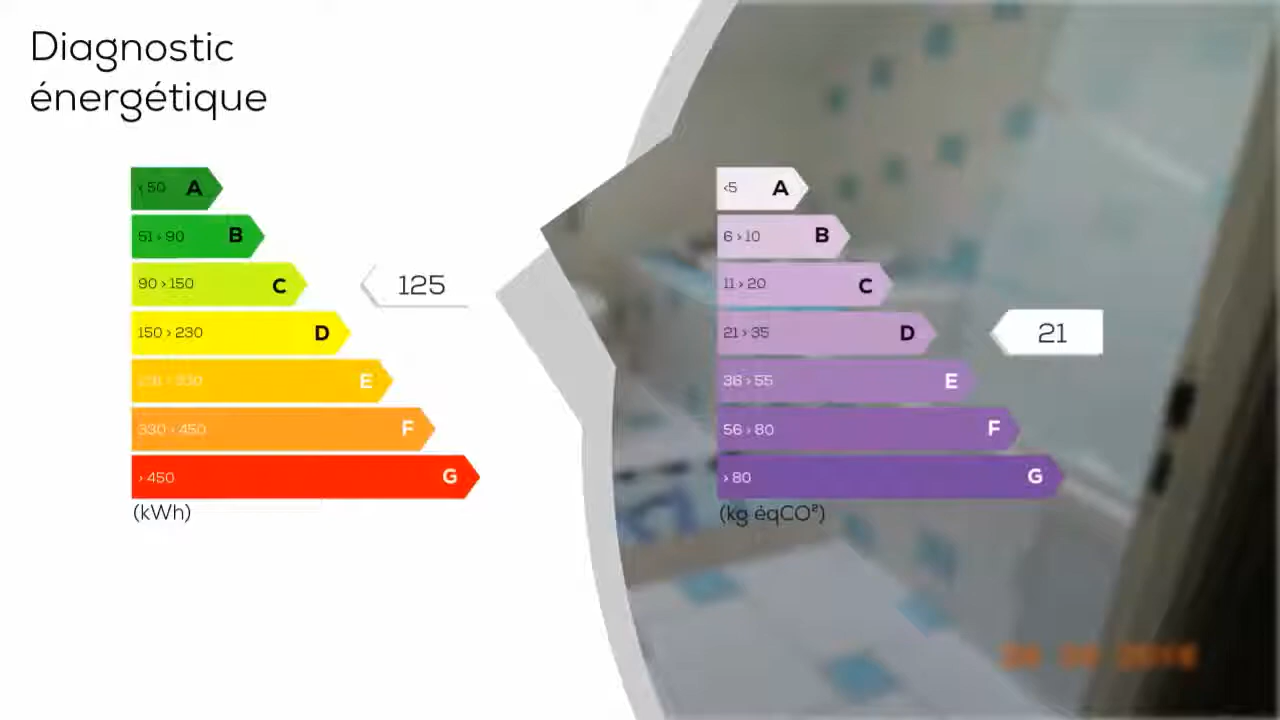 Diagnostic
énergétique
< 50 A
51 > 90 B
90 > 150 C
125
150 > 230 D
E
330 > 450 F
> 450 G
(kWh)
<5 A
6 > 10 B
11 > 20 C
21 > 35 D
21
36 > 55 E
56 > 80 F
> 80 G
(kg éqCO²)